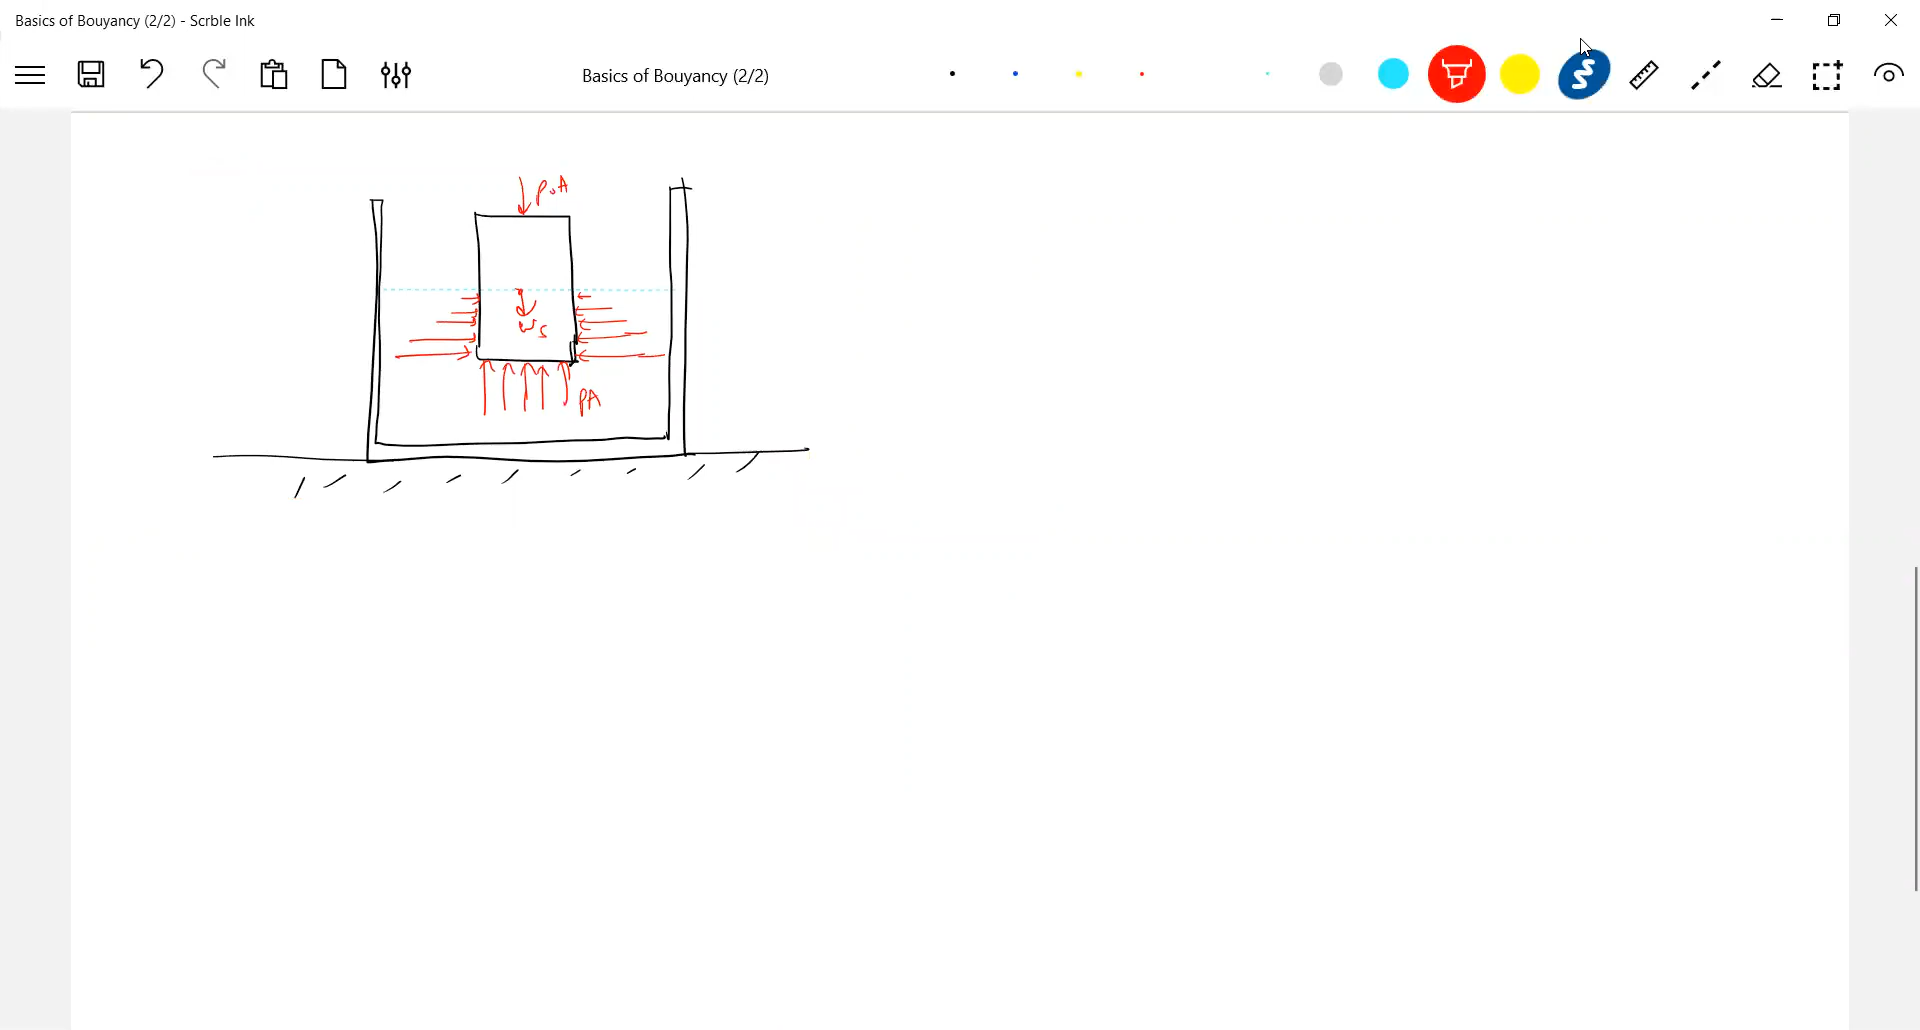 Basics of Bouyancy (2/2) - Scrble Ink
Basics of Bouyancy (2/2)
P₀A
Ws
PA